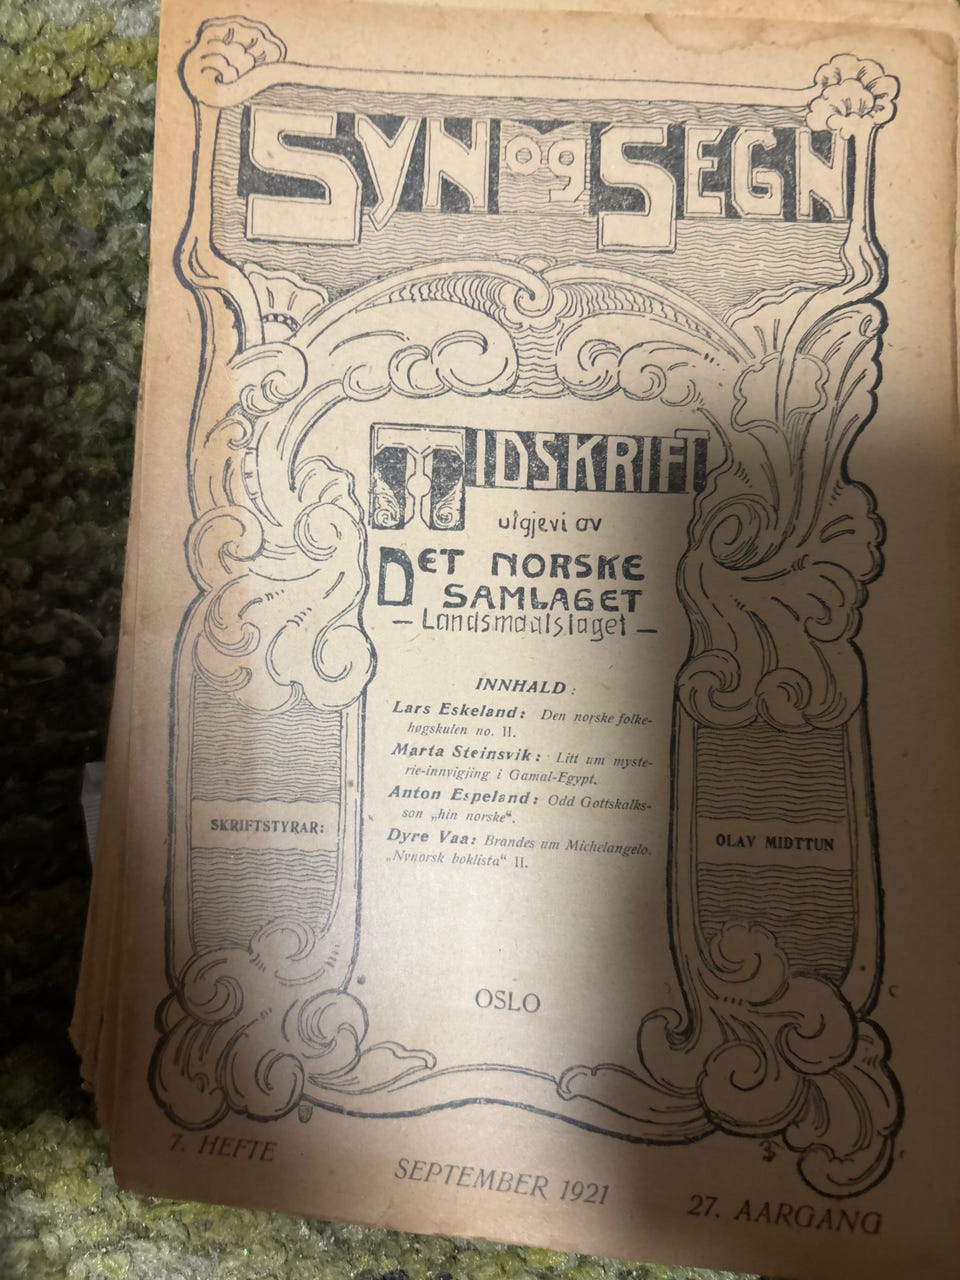 SYN og SEGN
TIDSKRIFT
utgjevi av
DET NORSKE
SAMLAGET
— Landsmaalslaget —
INNHALD:
Lars Eskeland: Den norske folke-
høgskulen no. II.
Marta Steinsvik: Litt um myste-
rie-innvigjing i Gamal-Egypt.
Anton Espeland: Odd Gottskalks-
son „hin norske“.
Dyre Vaa: Brandes um Michelangelo.
„Nynorsk boklista“ II.
SKRIFTSTYRAR:
OLAV MIDTTUN
OSLO
7. HEFTE
SEPTEMBER 1921
27. AARGANG